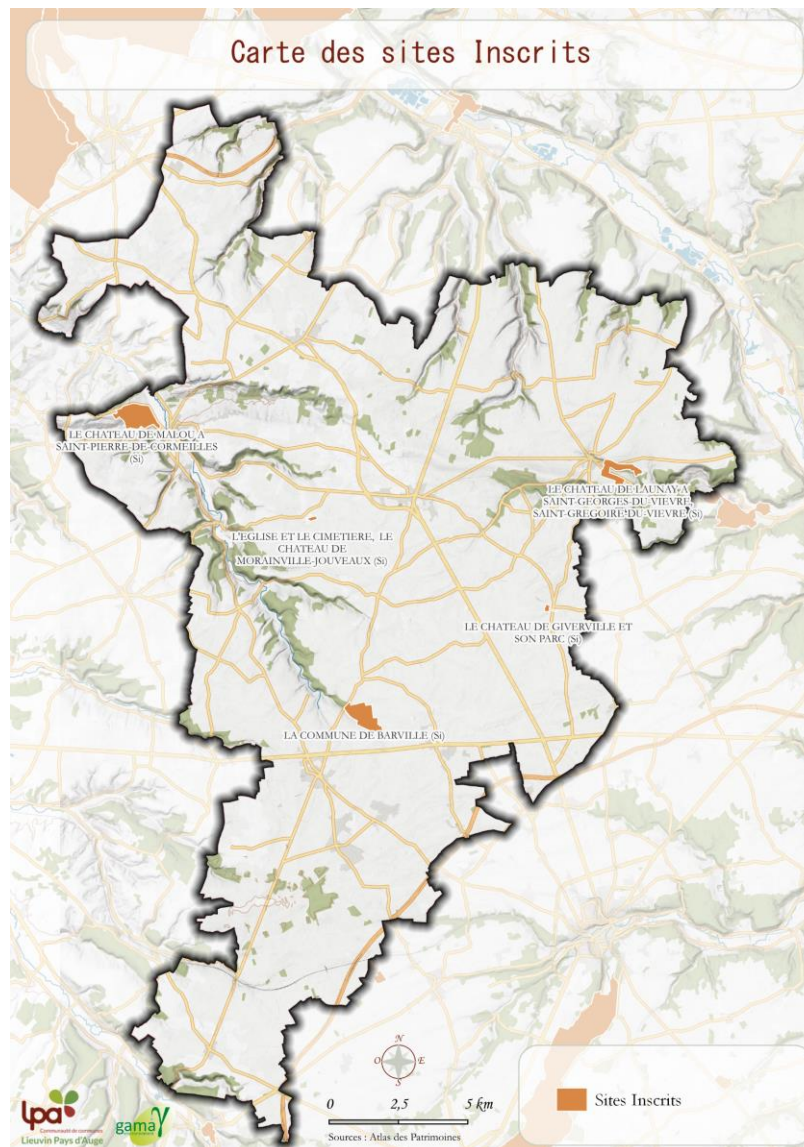 Carte des sites Inscrits
LE CHATEAU DE MALOU A
SAINT-PIERRE-DE-CORMEILLES
(Si)
LE CHATEAU DE LAUNAY A
SAINT-GEORGES-DU-VIEVRE,
SAINT-GREGOIRE-DU-VIEVRE (Si)
L'EGLISE ET LE CIMETIERE, LE
CHATEAU DE
MORAINVILLE-JOUVEAUX (Si)
LE CHATEAU DE GIVERVILLE ET
SON PARC (Si)
LA COMMUNE DE BARVILLE (Si)
N
O E
S
0 2,5 5 km
Sources : Atlas des Patrimoines
Sites Inscrits
lpa
Communauté de communes
Lieuvin Pays d'Auge
gama